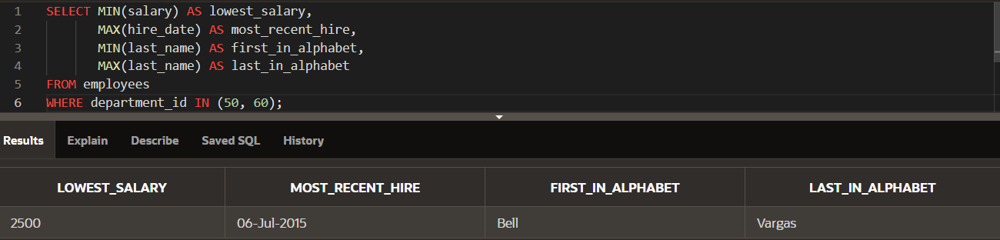 1 SELECT MIN(salary) AS lowest_salary,
2 MAX(hire_date) AS most_recent_hire,
3 MIN(last_name) AS first_in_alphabet,
4 MAX(last_name) AS last_in_alphabet
5 FROM employees
6 WHERE department_id IN (50, 60);
Results Explain Describe Saved SQL History
LOWEST_SALARY MOST_RECENT_HIRE FIRST_IN_ALPHABET LAST_IN_ALPHABET
2500 06-Jul-2015 Bell Vargas